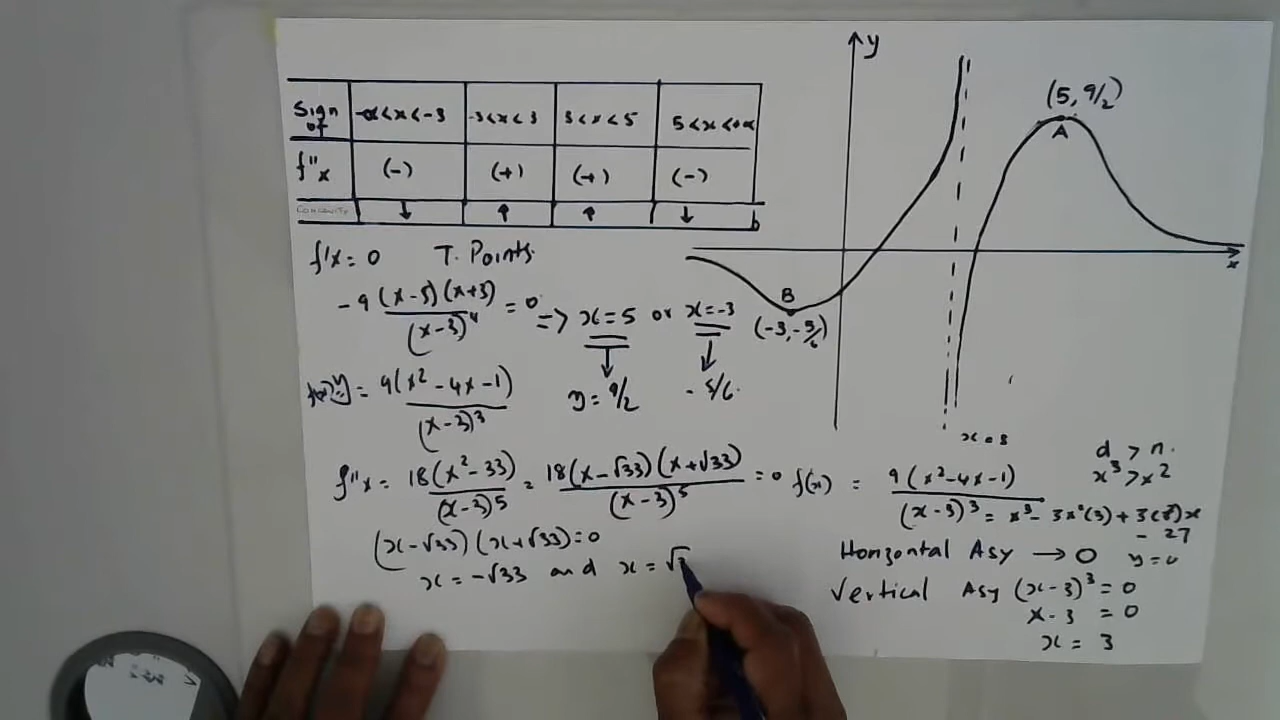 Sign of -∞<x<-3 -3<x<3 3<x<5 5<x<+∞
f''x (-) (+) (+) (-)
Concavity ↓ ↑ ↑ ↓
f'x = 0 T. Points
-9(x-5)(x+3)/(x-3)^4 = 0 => x=5 or x=-3
y = 9(x²-4x-1)/(x-3)^3 y = 9/2 -5/6.
f''x = 18(x²-33)/(x-3)^5 = 18(x-√33)(x+√33)/(x-3)^5 = 0
(x-√33)(x+√33)=0
x = -√33 and x = √3
y
(5, 9/2)
A
B
(-3, -5/6)
x
x = 3
d > n.
x³ > x²
f(x) = 9(x²-4x-1)/(x-3)^3 = x³ - 3x²(3) + 3(3²)x
- 27
Horizontal Asy → 0 y=0
Vertical Asy (x-3)^3 = 0
x - 3 = 0
x = 3